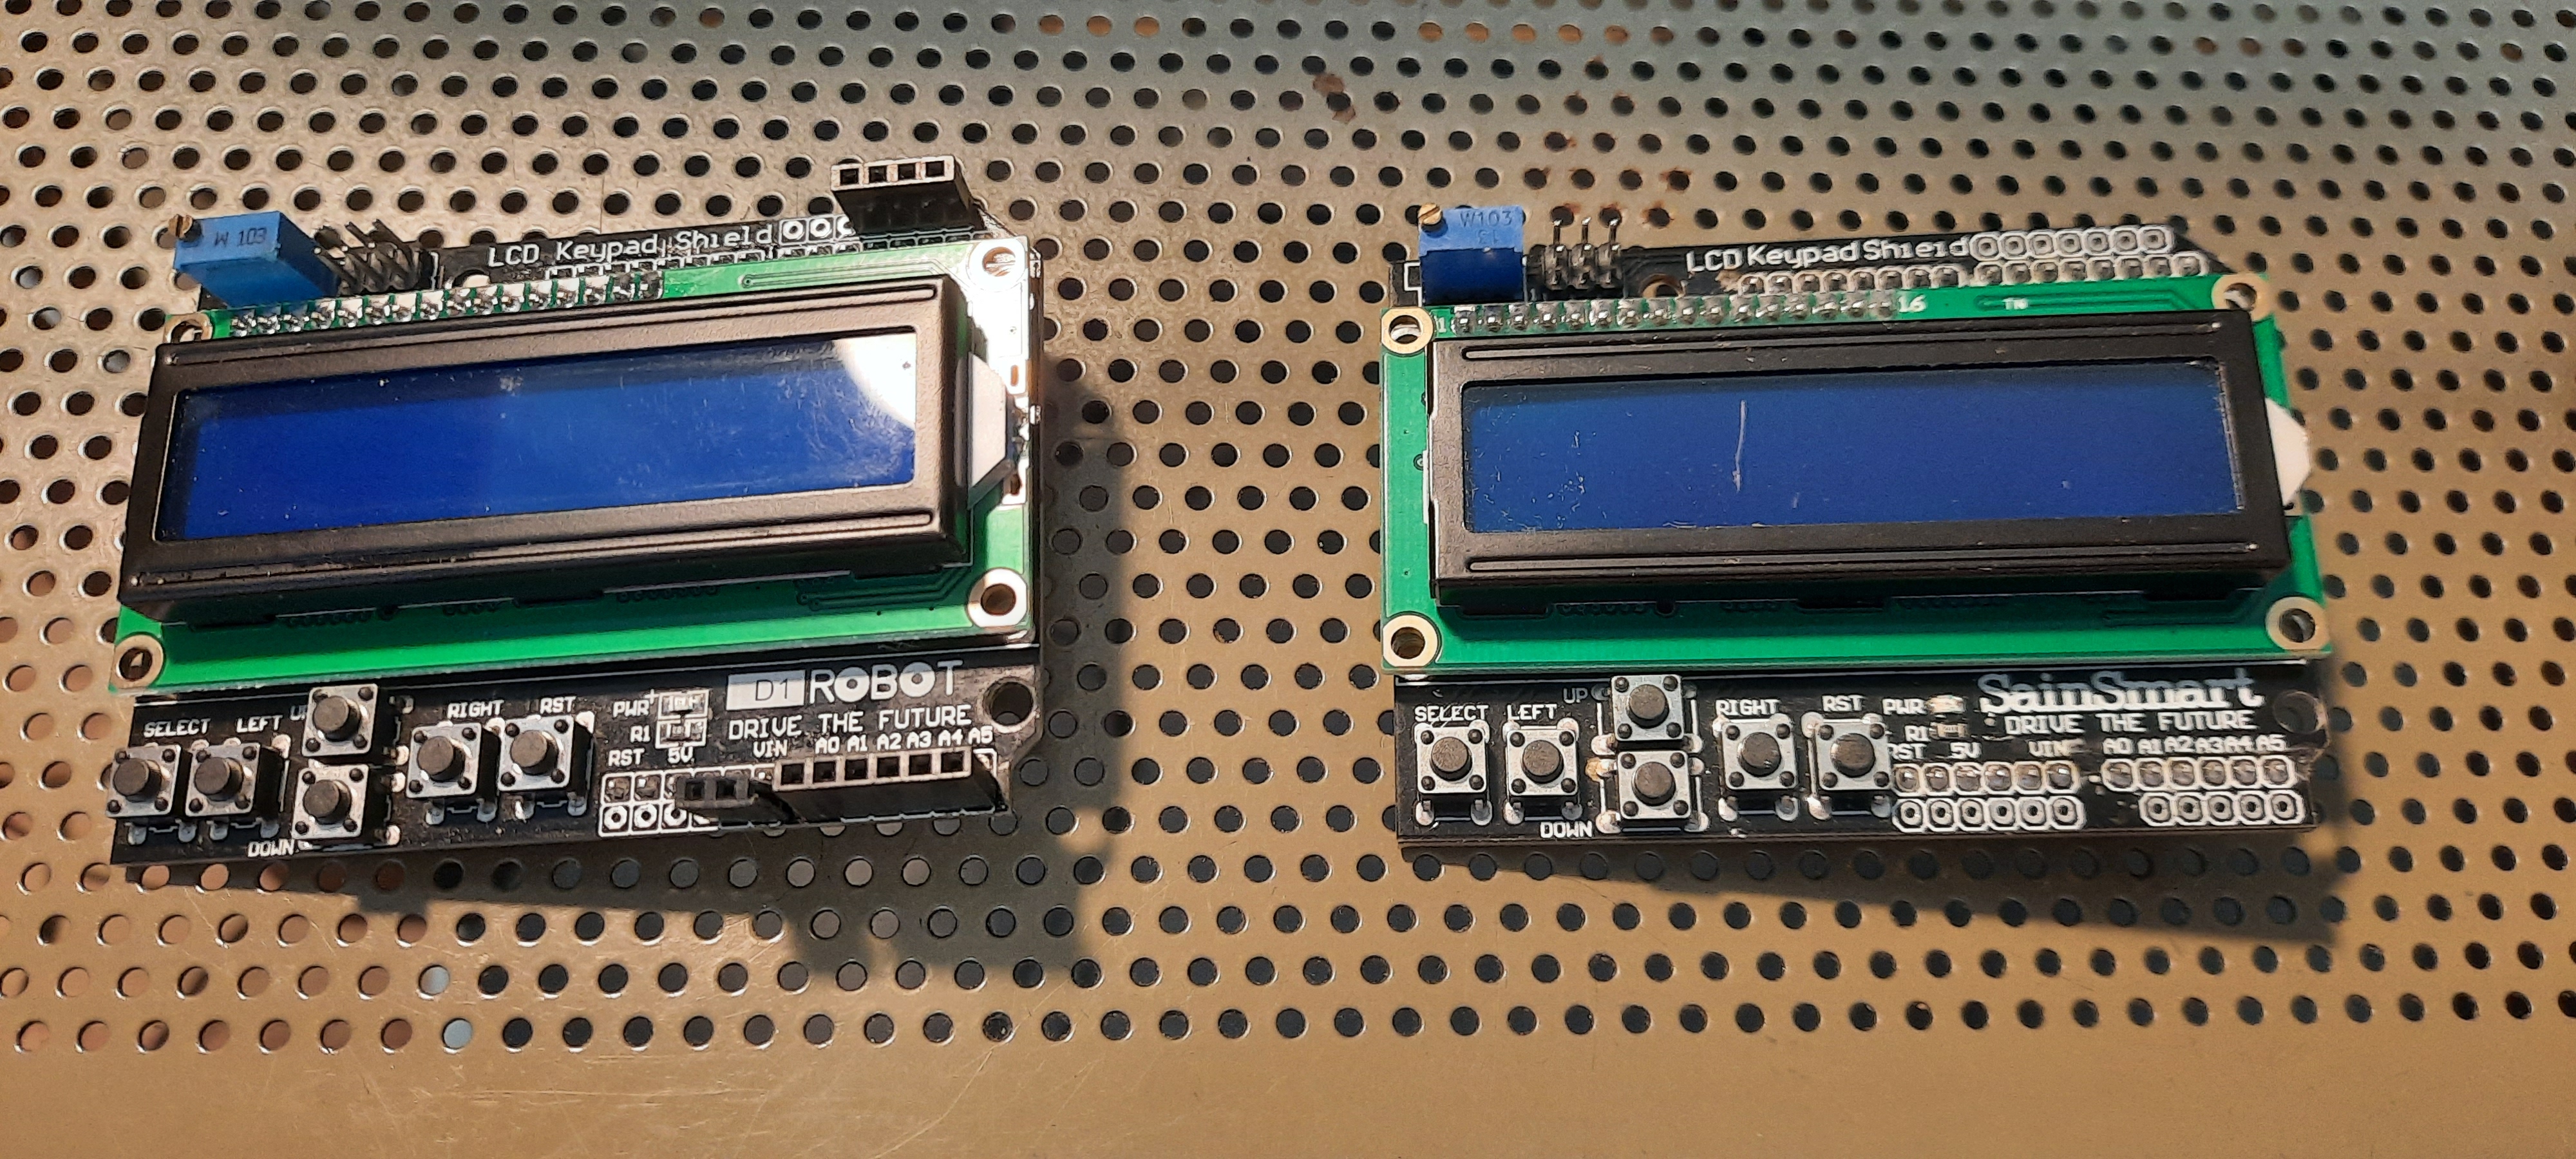 W 103
LCD Keypad Shield
D1 ROBOT
DRIVE THE FUTURE
SELECT LEFT UP RIGHT RST PWR
R1
RST 5V VIN A0 A1 A2 A3 A4 A5
DOWN
W103
LCD Keypad Shield
1 16
SainSmart
DRIVE THE FUTURE
UP
SELECT LEFT RIGHT RST PWR
R1
RST 5V VIN A0 A1 A2 A3 A4 A5
DOWN